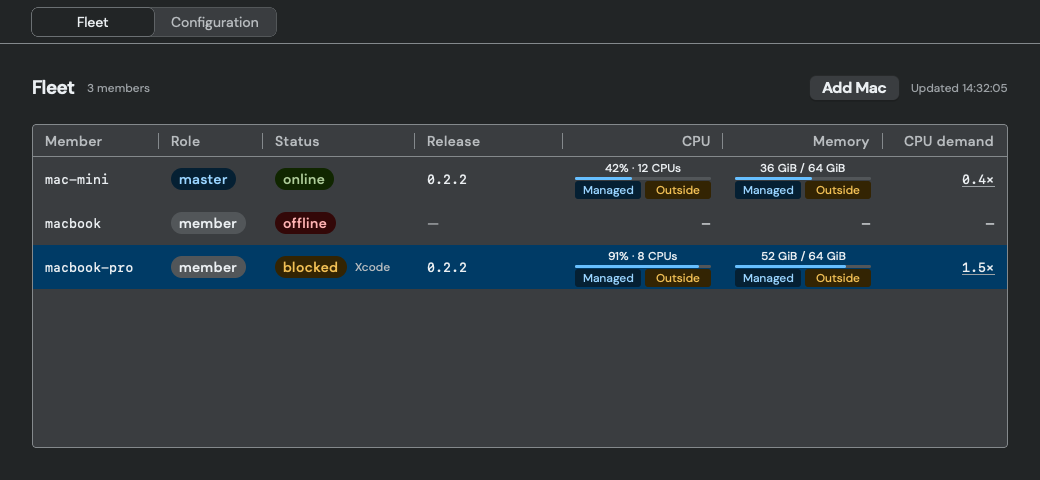 Fleet Configuration
Fleet 3 members Add Mac Updated 14:32:05
Member Role Status Release CPU Memory CPU demand
mac-mini master online 0.2.2 42% · 12 CPUs 36 GiB / 64 GiB 0.4×
Managed Outside Managed Outside
macbook member offline — — — —
macbook-pro member blocked Xcode 0.2.2 91% · 8 CPUs 52 GiB / 64 GiB 1.5×
Managed Outside Managed Outside